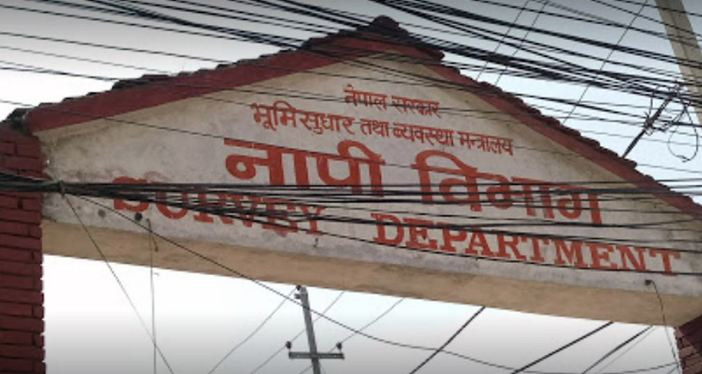 नेपाल सरकार
भूमिसुधार तथा व्यवस्था मन्त्रालय
नापी विभाग
SURVEY DEPARTMENT